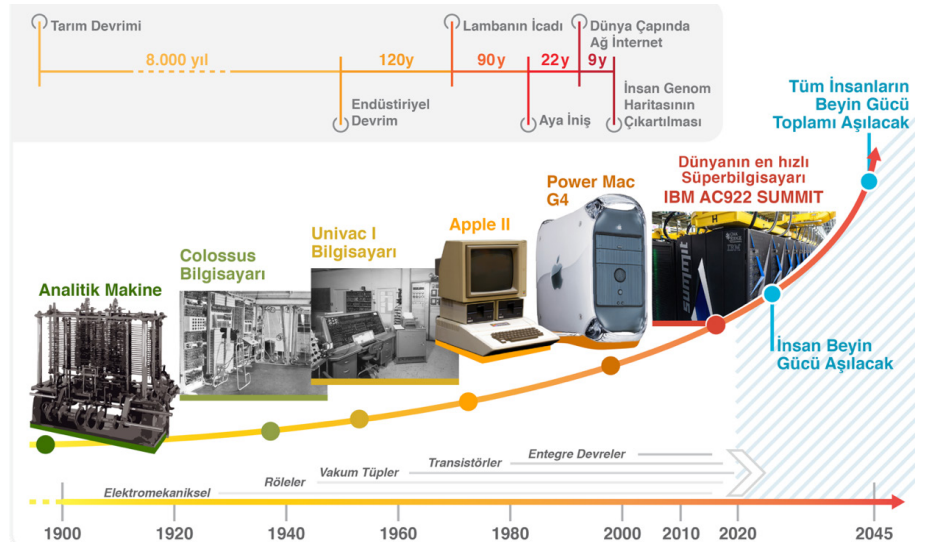 Tarım Devrimi
Lambanın İcadı
Dünya Çapında
Ağ İnternet
8.000 yıl
120y
90y
22y
9y
Endüstiriyel
Devrim
Aya İniş
İnsan Genom
Haritasının
Çıkartılması
Tüm İnsanların
Beyin Gücü
Toplamı Aşılacak
Dünyanın en hızlı
Süperbilgisayarı
IBM AC922 SUMMIT
Power Mac
G4
Apple II
Univac I
Bilgisayarı
Colossus
Bilgisayarı
Analitik Makine
H
SUMMIT
İnsan Beyin
Gücü Aşılacak
Entegre Devreler
Transistörler
Vakum Tüpler
Röleler
Elektromekaniksel
1900
1920
1940
1960
1980
2000
2010
2020
2045